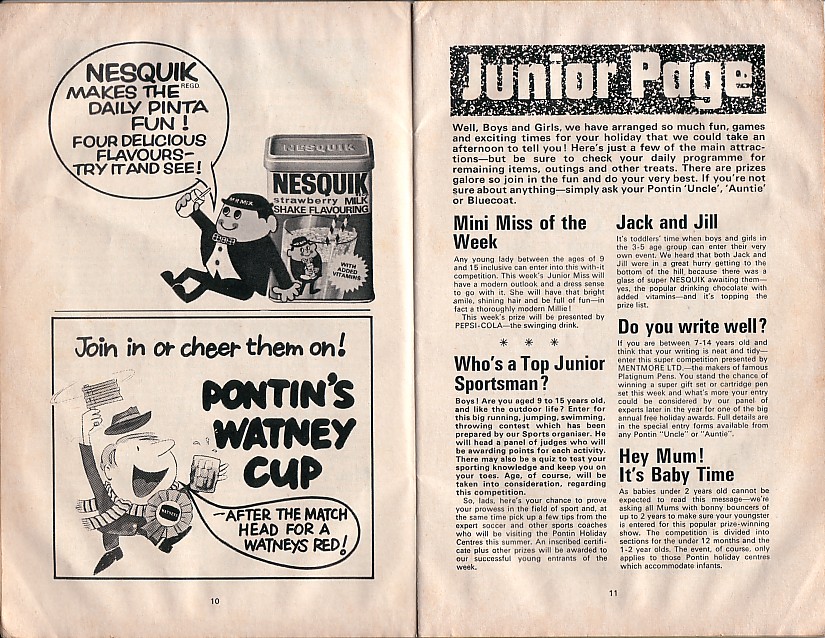 NESQUIK
REGD.
MAKES THE
DAILY PINTA
FUN!
FOUR DELICIOUS
FLAVOURS–
TRY IT AND SEE!
MR MIX
NESQUIK
NESQUIK
strawberry MILK
SHAKE FLAVOURING
WITH
ADDED
VITAMINS
Join in or cheer them on!
PONTIN'S
WATNEY
CUP
–AFTER THE MATCH
HEAD FOR A
WATNEYS RED!
10
Junior Page
Well, Boys and Girls, we have arranged so much fun, games
and exciting times for your holiday that we could take an
afternoon to tell you! Here's just a few of the main attrac-
tions—but be sure to check your daily programme for
remaining items, outings and other treats. There are prizes
galore so join in the fun and do your very best. If you're not
sure about anything—simply ask your Pontin 'Uncle', 'Auntie'
or Bluecoat.
Mini Miss of the
Week
Any young lady between the ages of 9
and 15 inclusive can enter into this with-it
competition. This week's Junior Miss will
have a modern outlook and a dress sense
to go with it. She will have that bright
smile, shining hair and be full of fun—in
fact a thoroughly modern Millie!
This week's prize will be presented by
PEPSI-COLA—the swinging drink.
* * *
Who's a Top Junior
Sportsman?
Boys! Are you aged 9 to 15 years old,
and like the outdoor life? Enter for
this big running, jumping, swimming,
throwing contest which has been
prepared by our Sports organiser. He
will head a panel of judges who will
be awarding points for each activity.
There may also be a quiz to test your
sporting knowledge and keep you on
your toes. Age, of course, will be
taken into consideration, regarding
this competition.
So, lads, here's your chance to prove
your prowess in the field of sport and, at
the same time pick up a few tips from the
expert soccer and other sports coaches
who will be visiting the Pontin Holiday
Centres this summer. An inscribed certifi-
cate plus other prizes will be awarded to
our successful young entrants of the
week.
Jack and Jill
It's toddlers' time when boys and girls in
the 3-5 age group can enter their very
own event. We heard that both Jack and
Jill were in a great hurry getting to the
bottom of the hill because there was a
glass of super NESQUIK awaiting them—
yes, the popular drinking chocolate with
added vitamins—and it's topping the
prize list.
Do you write well?
If you are between 7-14 years old and
think that your writing is neat and tidy—
enter this super competition presented by
MENTMORE LTD.—the makers of famous
Platignum Pens. You stand the chance of
winning a super gift set or cartridge pen
set this week and what's more your entry
could be considered by our panel of
experts later in the year for one of the big
annual free holiday awards. Full details are
in the special entry forms available from
any Pontin "Uncle" or "Auntie".
Hey Mum!
It's Baby Time
As babies under 2 years old cannot be
expected to read this message—we're
asking all Mums with bonny bouncers of
up to 2 years to make sure your youngster
is entered for this popular prize-winning
show. The competition is divided into
sections for the under 12 months and the
1-2 year olds. The event, of course, only
applies to those Pontin holiday centres
which accommodate infants.
11